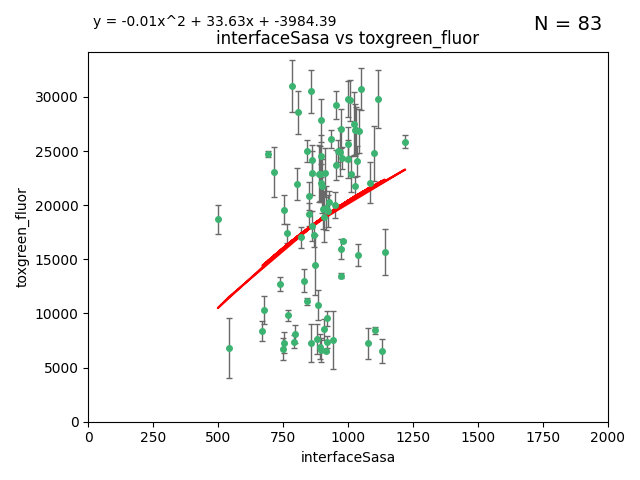 y = -0.01x^2 + 33.63x + -3984.39
N = 83
interfaceSasa vs toxgreen_fluor
30000
25000
20000
15000
10000
5000
0
toxgreen_fluor
0 250 500 750 1000 1250 1500 1750 2000
interfaceSasa